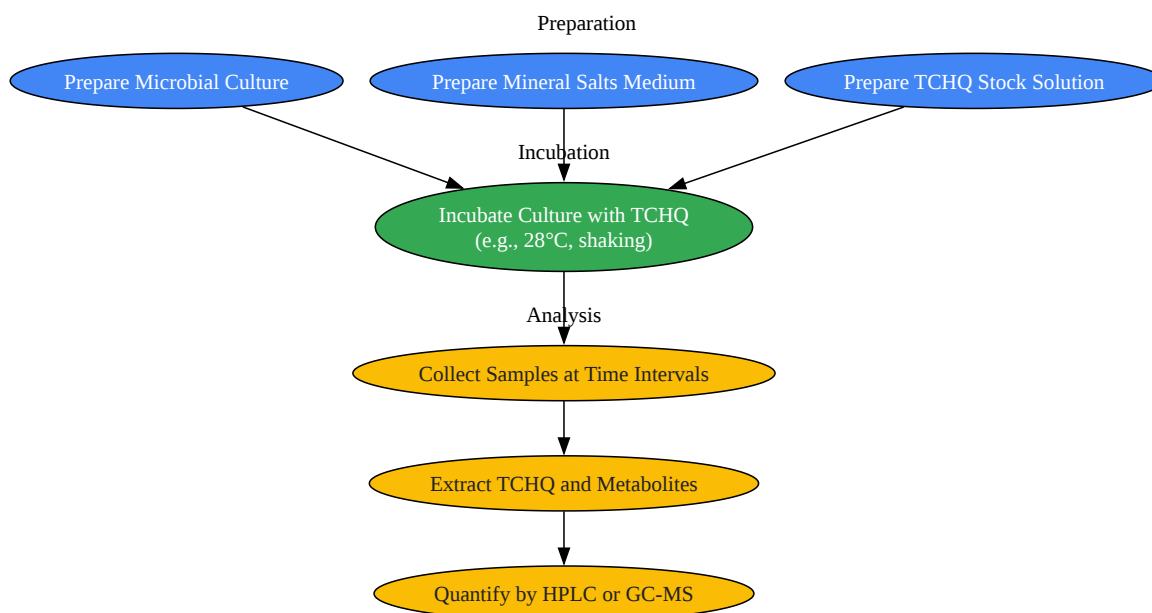 Preparation
Prepare Microbial Culture
Prepare Mineral Salts Medium
Prepare TCHQ Stock Solution
Incubation
Incubate Culture with TCHQ
(e.g., 28°C, shaking)
Analysis
Collect Samples at Time Intervals
Extract TCHQ and Metabolites
Quantify by HPLC or GC-MS